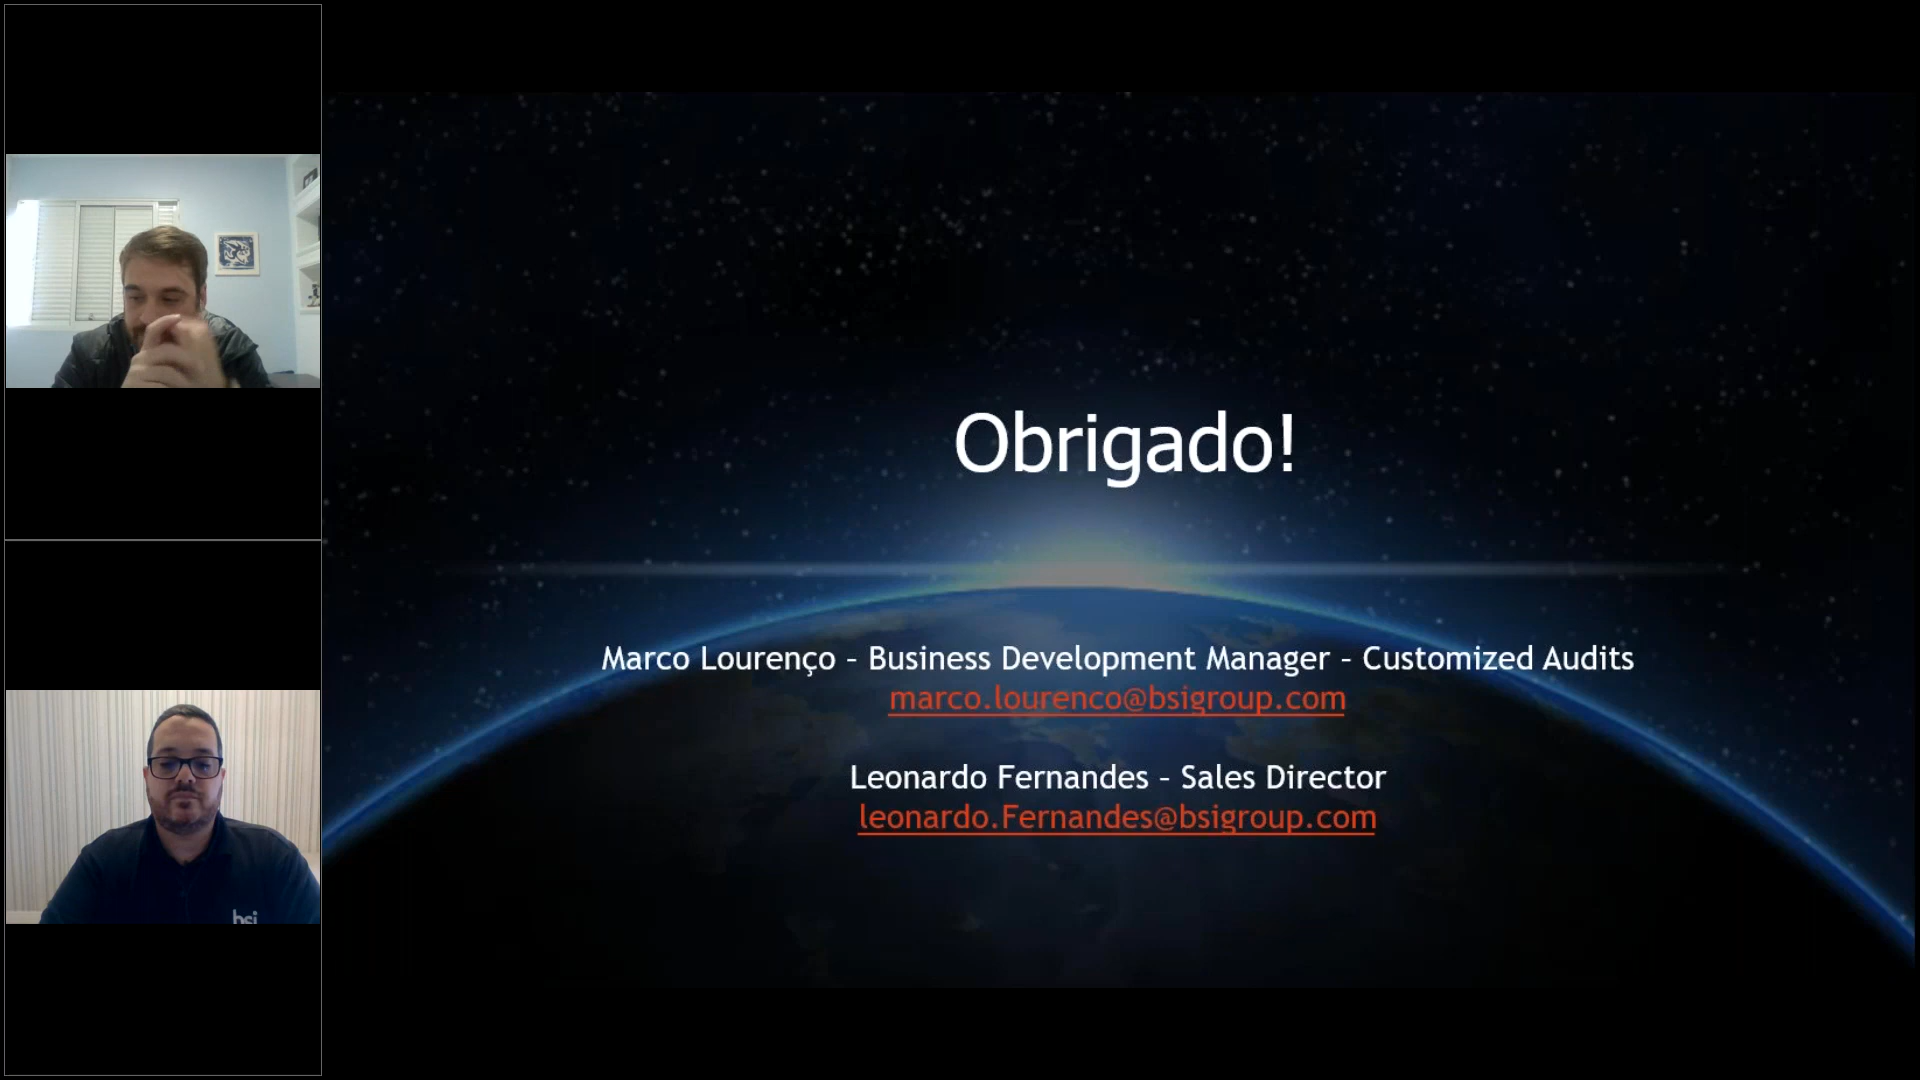 Obrigado!
Marco Lourenço – Business Development Manager – Customized Audits
marco.lourenco@bsigroup.com
Leonardo Fernandes – Sales Director
leonardo.Fernandes@bsigroup.com
bsi